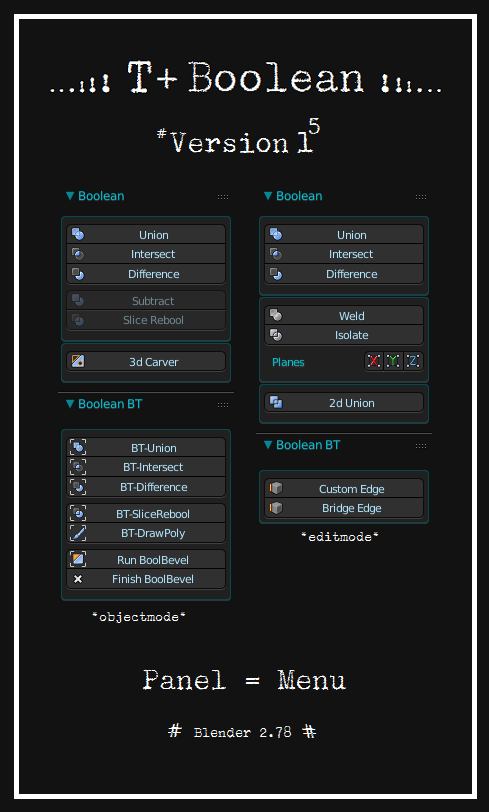 ...:!!! T+ Boolean !!!:...
#Version 1⁵
Boolean
Union
Intersect
Difference
Subtract
Slice Rebool
3d Carver
Boolean BT
BT-Union
BT-Intersect
BT-Difference
BT-SliceRebool
BT-DrawPoly
Run BoolBevel
Finish BoolBevel
*objectmode*
Boolean
Union
Intersect
Difference
Weld
Isolate
Planes X Y Z
2d Union
Boolean BT
Custom Edge
Bridge Edge
*editmode*
Panel = Menu
# Blender 2.78 #